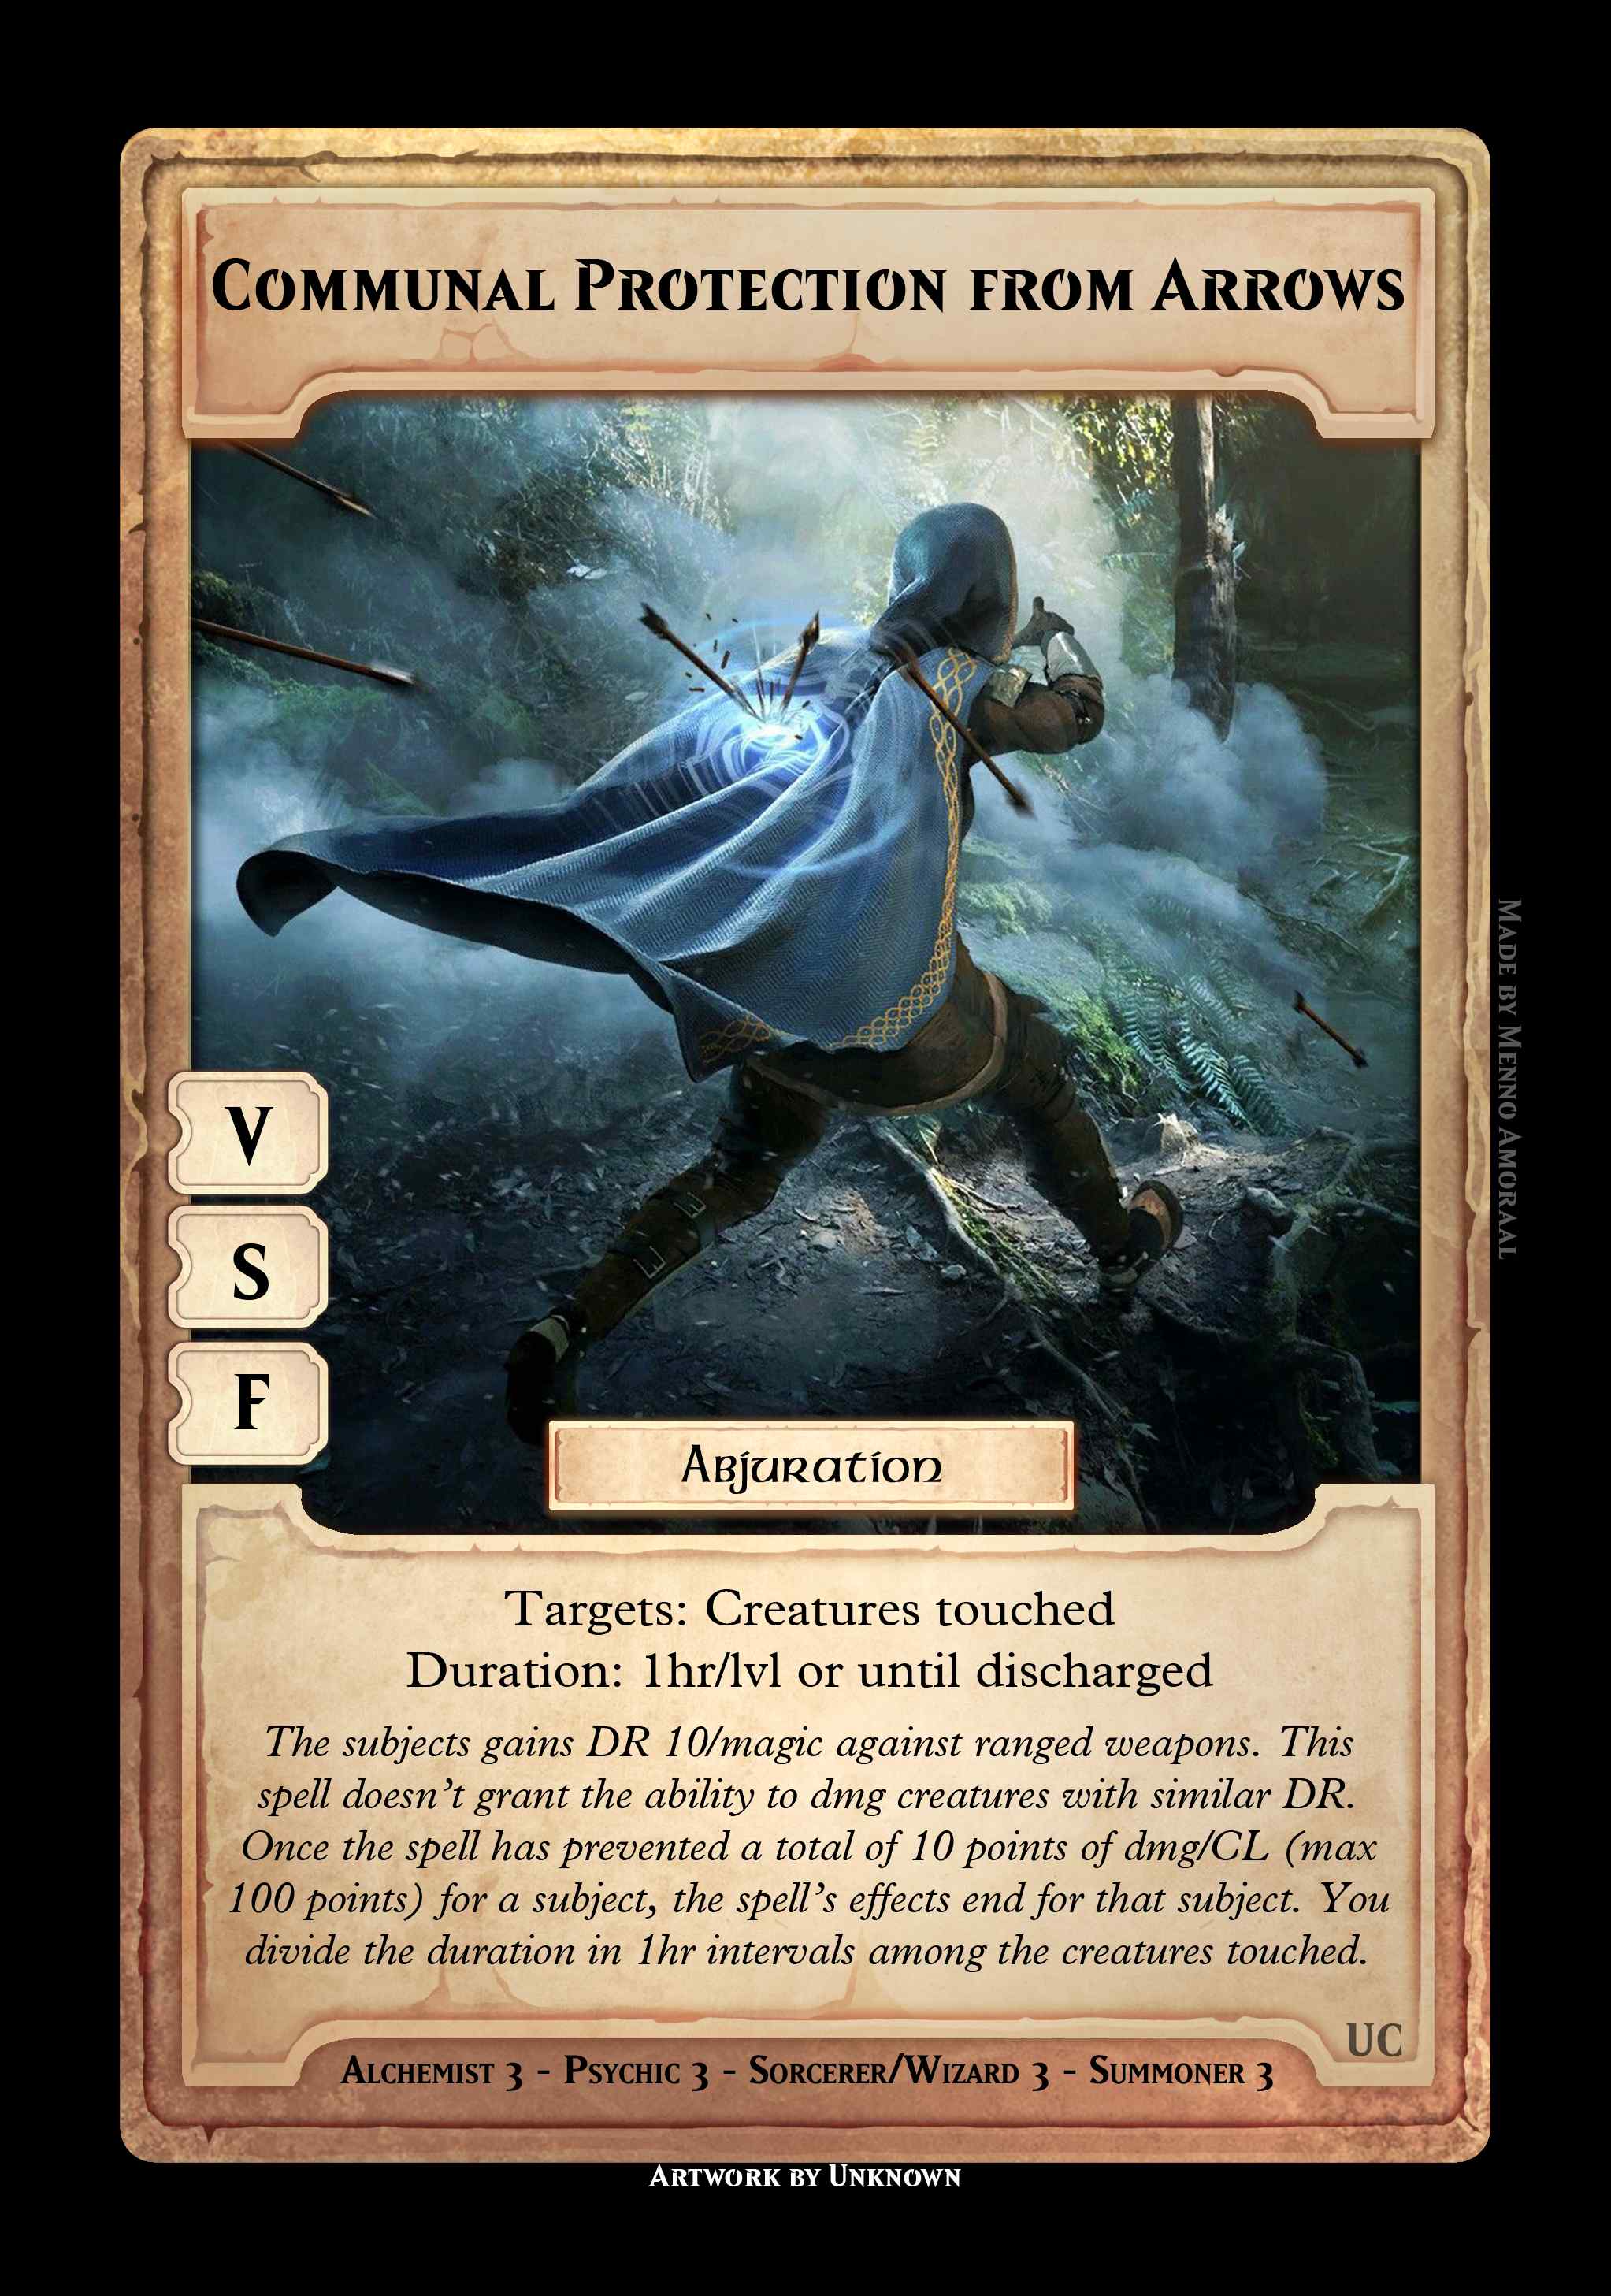 Communal Protection from Arrows
V
S
F
Abjuration
Targets: Creatures touched
Duration: 1hr/lvl or until discharged
The subjects gains DR 10/magic against ranged weapons. This
spell doesn't grant the ability to dmg creatures with similar DR.
Once the spell has prevented a total of 10 points of dmg/CL (max
100 points) for a subject, the spell's effects end for that subject. You
divide the duration in 1hr intervals among the creatures touched.
UC
Alchemist 3 - Psychic 3 - Sorcerer/Wizard 3 - Summoner 3
Artwork by Unknown
Made by Menno Amoraal